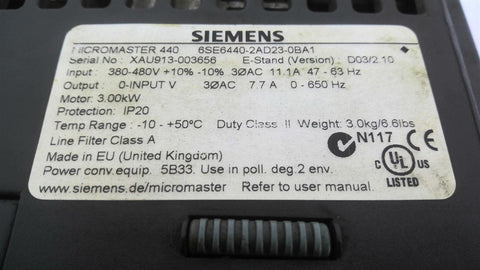 SIEMENS
MICROMASTER 440 6SE6440-2AD23-0BA1
Serial No : XAU913-003656 E-Stand (Version) : D03/2.10
Input : 380-480V +10% -10% 3ØAC 11.1A 47 - 63 Hz
Output : 0-INPUT V 3ØAC 7.7 A 0 - 650 Hz
Motor: 3.00kW
Protection: IP20
Temp Range : -10 - +50°C Duty Class II Weight: 3.0kg/6.6lbs
Line Filter Class A
N117 CE
Made in EU (United Kingdom)
Power conv.equip. 5B33. Use in poll. deg.2 env.
C UL US
www.siemens.de/micromaster Refer to user manual.
LISTED